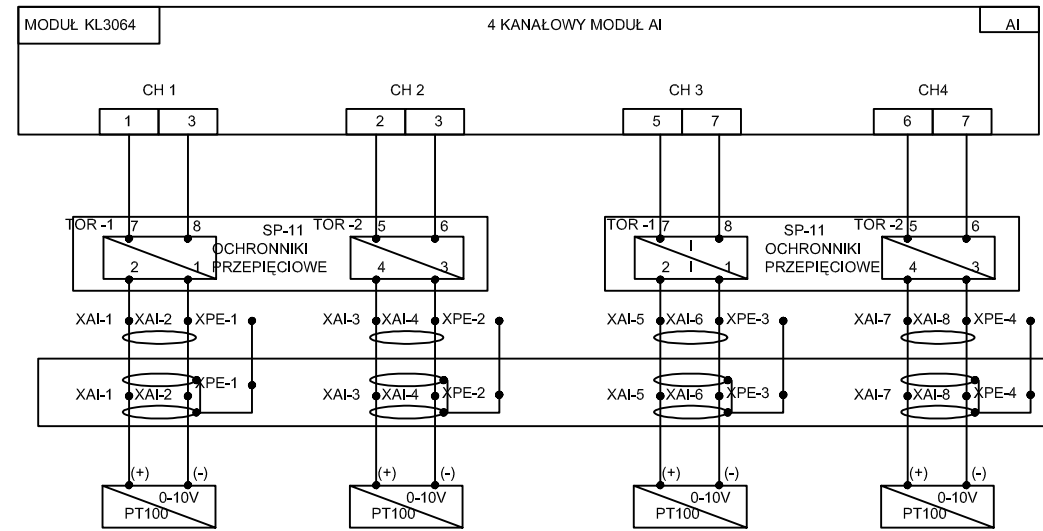 MODUŁ KL3064 4 KANAŁOWY MODUŁ AI AI
CH 1 CH 2 CH 3 CH4
1 3 2 3 5 7 6 7
TOR -1 7 8 TOR -2 5 6 TOR -1 7 8 TOR -2 5 6
SP-11 SP-11
OCHRONNIKI I OCHRONNIKI
2 1 PRZEPIĘCIOWE 4 3 2 I 1 PRZEPIĘCIOWE 4 3
XAI-1 XAI-2 XPE-1 XAI-3 XAI-4 XPE-2 XAI-5 XAI-6 XPE-3 XAI-7 XAI-8 XPE-4
XAI-1 XAI-2 XPE-1 XAI-3 XAI-4 XPE-2 XAI-5 XAI-6 XPE-3 XAI-7 XAI-8 XPE-4
(+) (-) (+) (-) (+) (-) (+) (-)
0-10V 0-10V 0-10V 0-10V
PT100 PT100 PT100 PT100